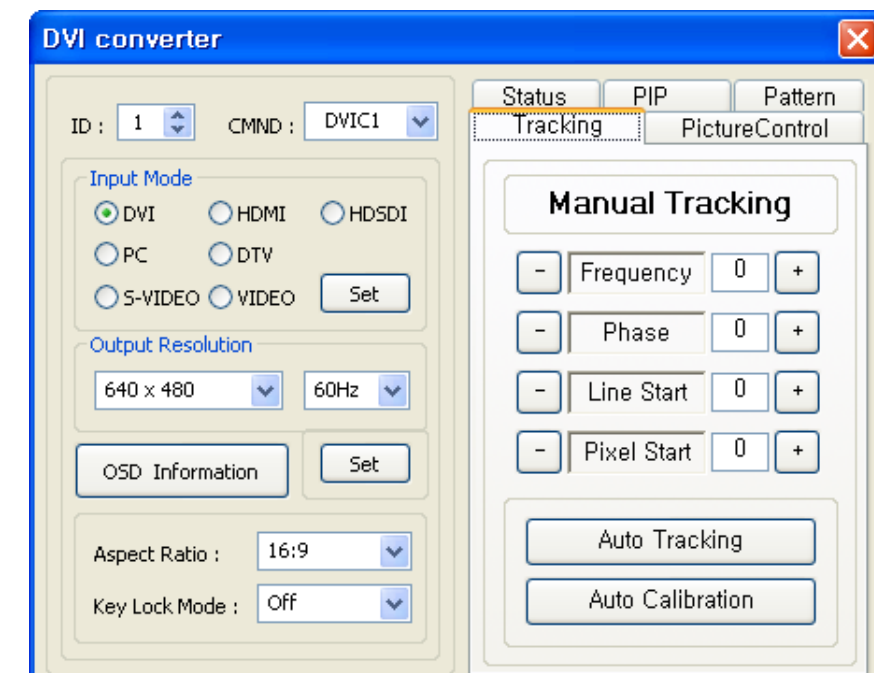 DVI converter
ID : 1 CMND : DVIC1
Input Mode
DVI HDMI HDSDI
PC DTV
S-VIDEO VIDEO Set
Output Resolution
640 x 480 60Hz
OSD Information Set
Aspect Ratio : 16:9
Key Lock Mode : Off
Status PIP Pattern
Tracking PictureControl
Manual Tracking
- Frequency 0 +
- Phase 0 +
- Line Start 0 +
- Pixel Start 0 +
Auto Tracking
Auto Calibration